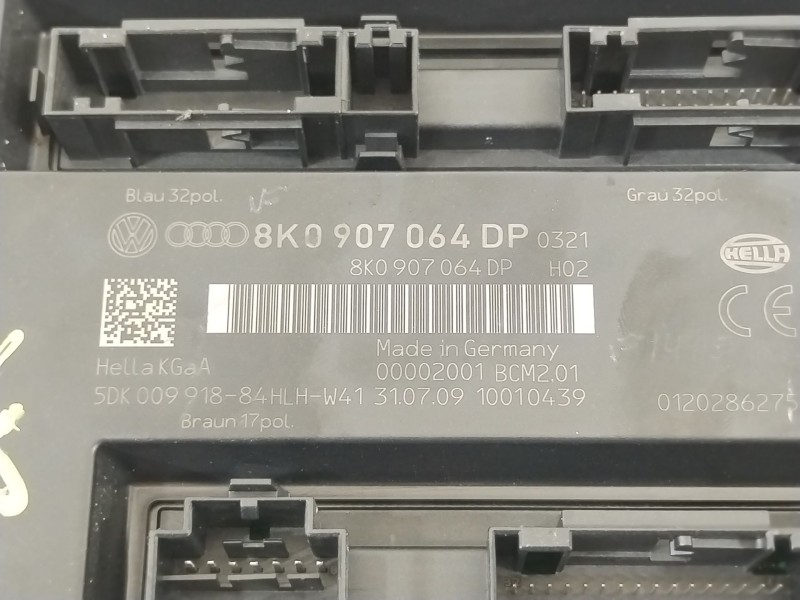 Blau 32pol.
Grau 32pol.
8K0 907 064 DP 0321
HELLA
8K0 907 064 DP H02
CE
Made in Germany
Hella KGaA
00002001 BCM2.01
5DK 009 918-84HLH-W41 31.07.09 10010439
0120286275
Braun 17pol.